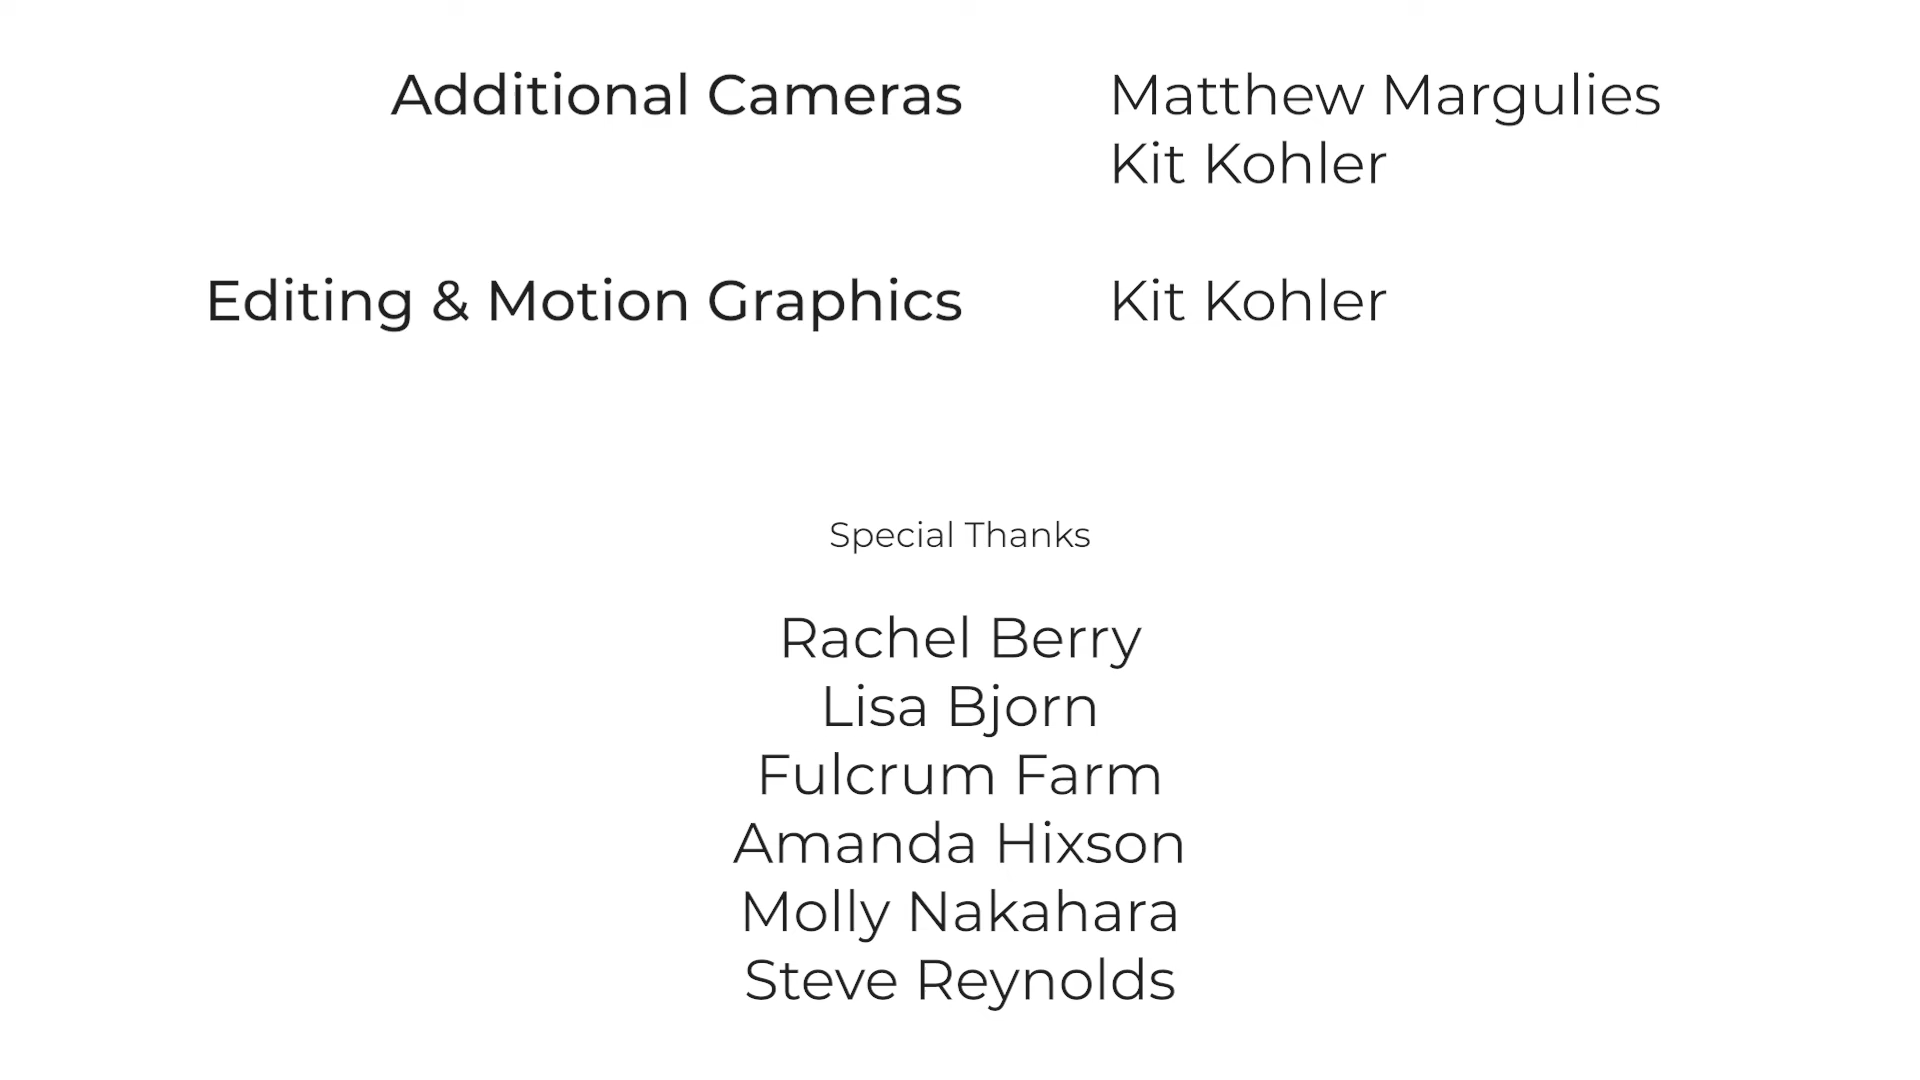 Additional Cameras Matthew Margulies
Kit Kohler
Editing & Motion Graphics Kit Kohler
Special Thanks
Rachel Berry
Lisa Bjorn
Fulcrum Farm
Amanda Hixson
Molly Nakahara
Steve Reynolds